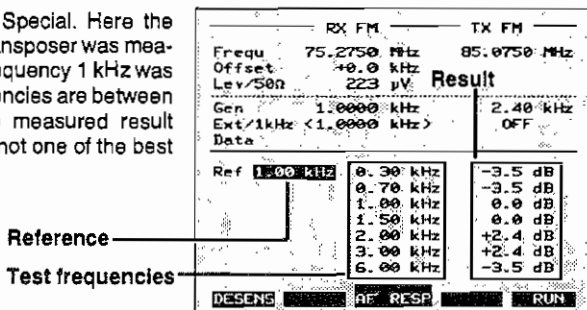 Special. Here the
ansposer was mea-
quency 1 kHz was
encies are between
measured result
not one of the best
RX FM TX FM
Frequ 75.2750 MHz 85.0750 MHz
Offset +0.0 kHz
Lev/50Ω 223 µV
Result
Gen 1.0000 kHz 2.40 kHz
Ext/1kHz <1.0000 kHz> OFF
Data
Ref 1.00 kHz 0.30 kHz -3.5 dB
0.70 kHz -3.5 dB
1.00 kHz 0.0 dB
1.50 kHz 0.0 dB
2.00 kHz +2.4 dB
3.00 kHz +2.4 dB
6.00 kHz -3.5 dB
Reference
Test frequencies
DESENS AF RESP RUN